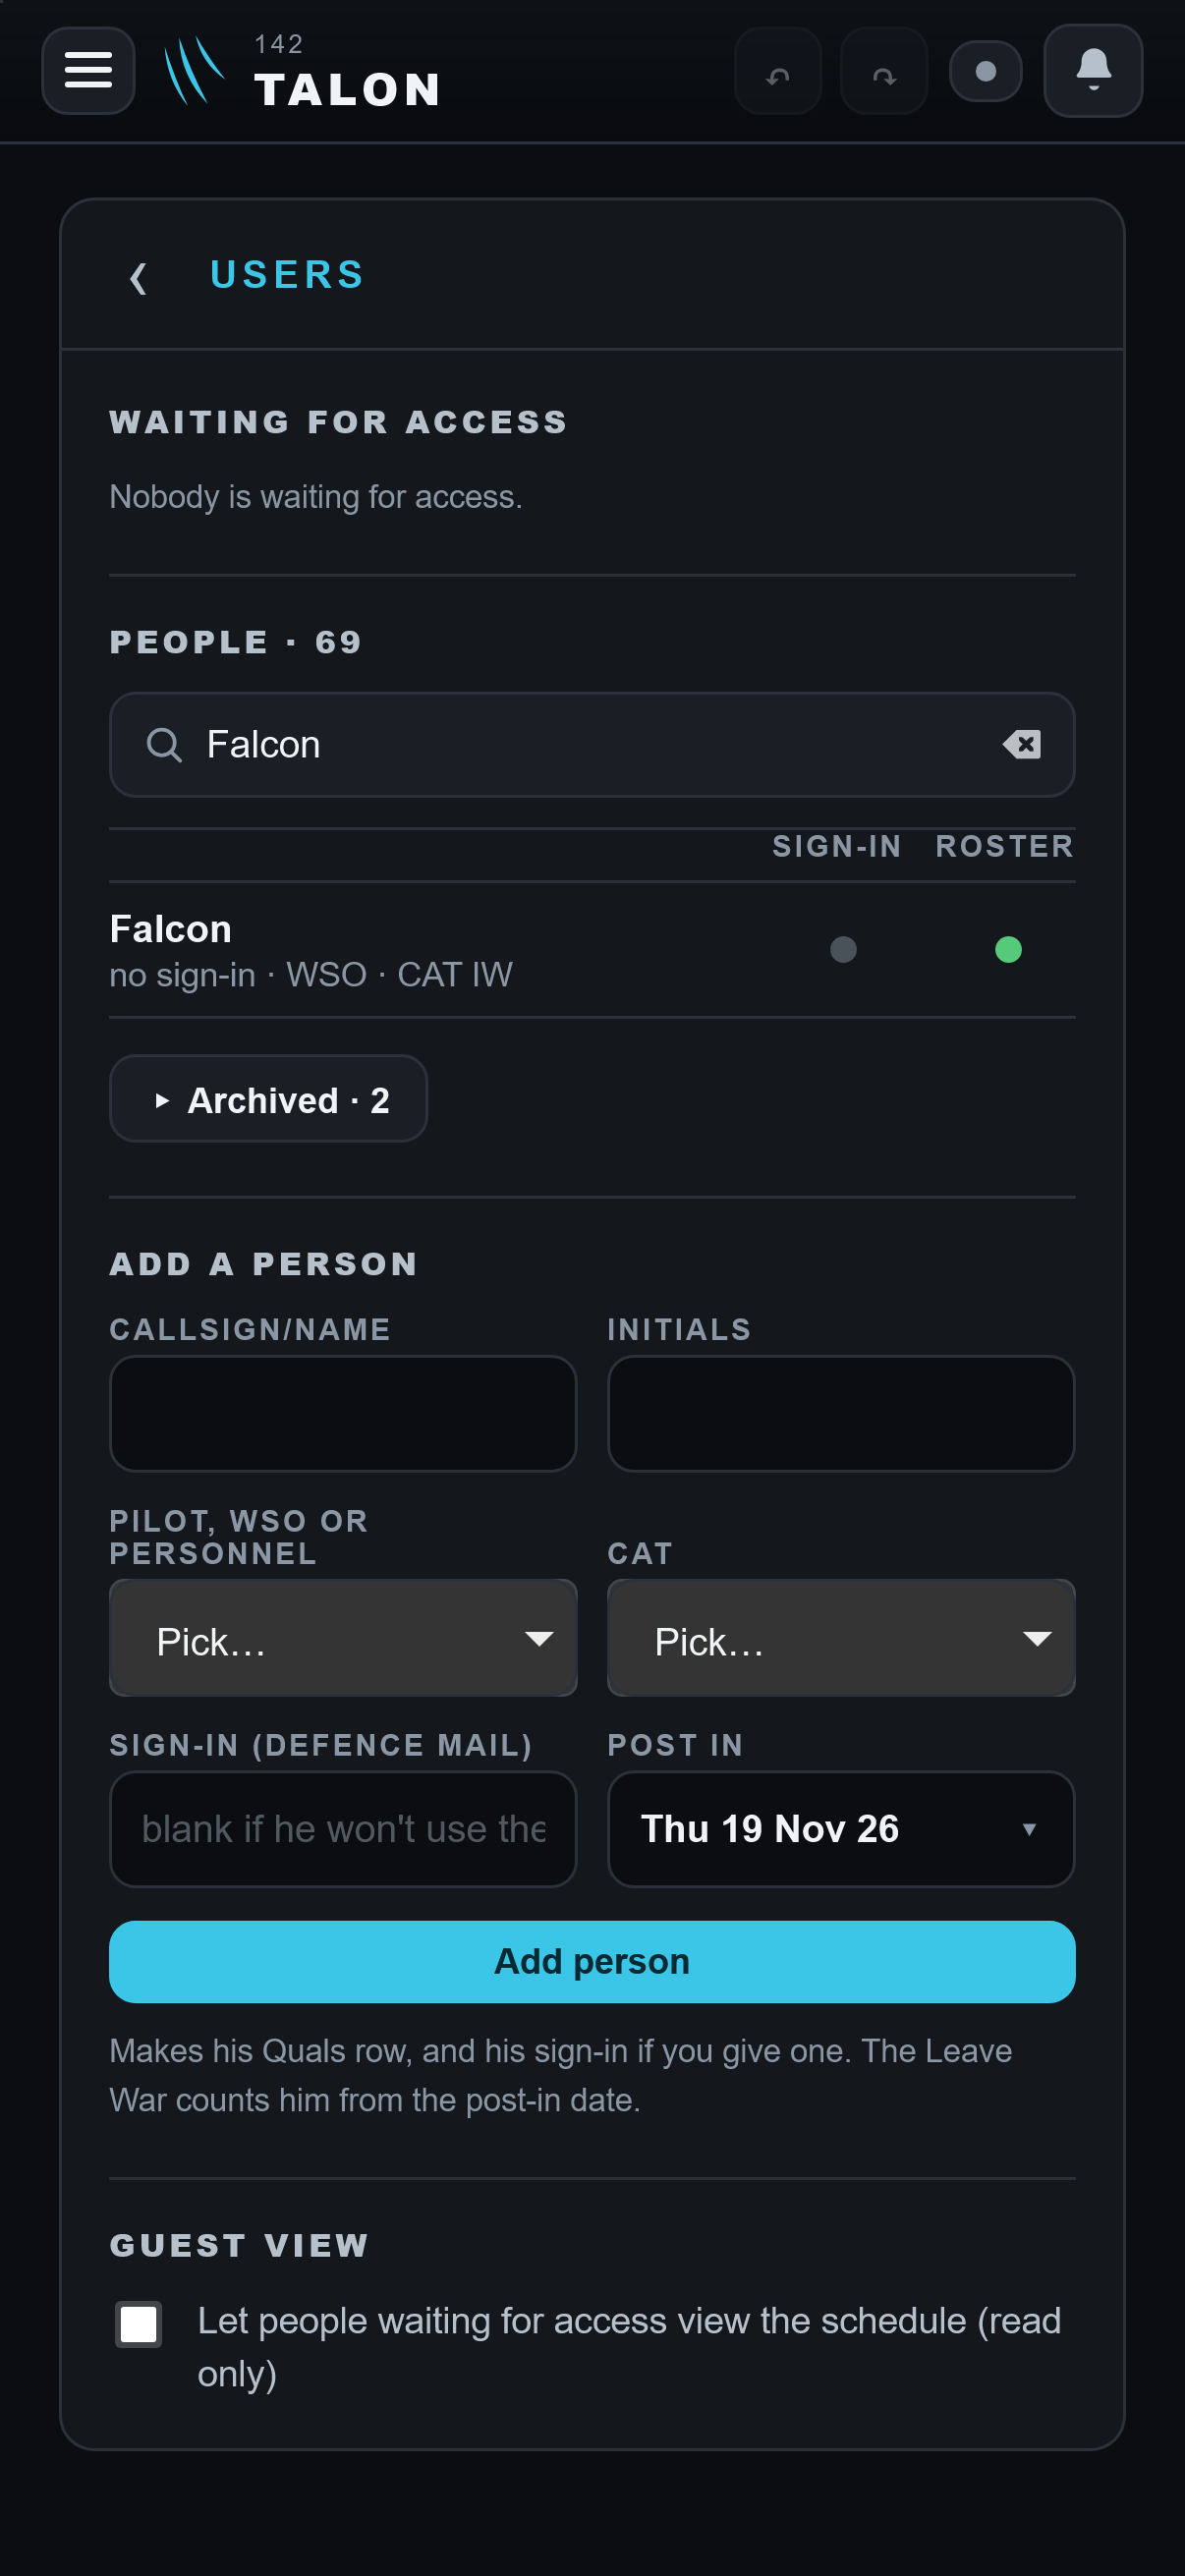 142
TALON
USERS
WAITING FOR ACCESS
Nobody is waiting for access.
PEOPLE · 69
Falcon
SIGN-IN ROSTER
Falcon
no sign-in · WSO · CAT IW
Archived · 2
ADD A PERSON
CALLSIGN/NAME INITIALS
PILOT, WSO OR
PERSONNEL CAT
Pick… Pick…
SIGN-IN (DEFENCE MAIL) POST IN
blank if he won't use the Thu 19 Nov 26
Add person
Makes his Quals row, and his sign-in if you give one. The Leave
War counts him from the post-in date.
GUEST VIEW
Let people waiting for access view the schedule (read
only)